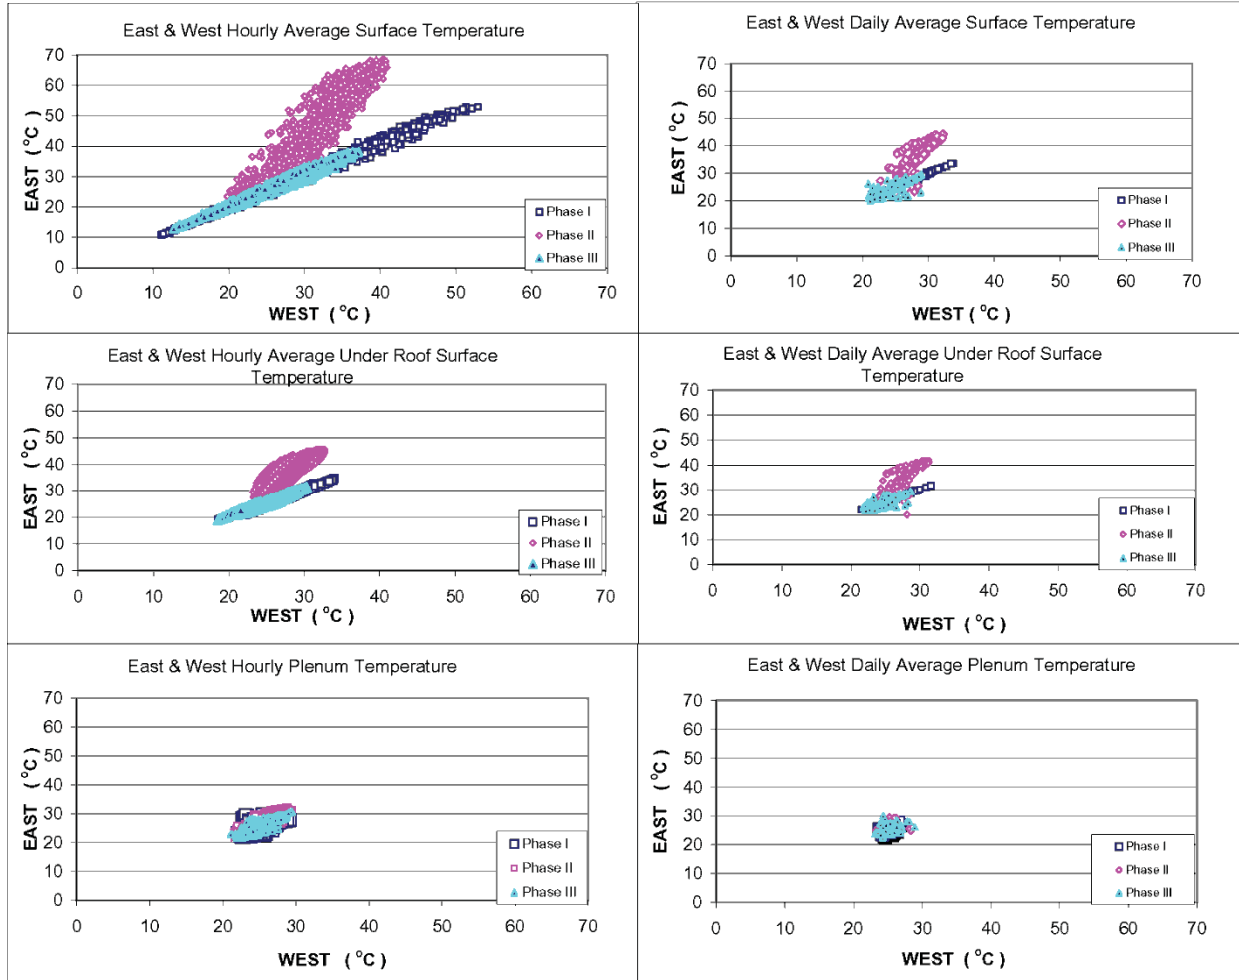 East & West Hourly Average Surface Temperature
70
60
50
40
30
20
10
0
EAST (°C)
0 10 20 30 40 50 60 70
WEST (°C)
Phase I
Phase II
Phase III
East & West Daily Average Surface Temperature
70
60
50
40
30
20
10
0
EAST (°C)
0 10 20 30 40 50 60 70
WEST (°C)
Phase I
Phase II
Phase III
East & West Hourly Average Under Roof Surface
Temperature
70
60
50
40
30
20
10
0
EAST (°C)
0 10 20 30 40 50 60 70
WEST (°C)
Phase I
Phase II
Phase III
East & West Daily Average Under Roof Surface
Temperature
70
60
50
40
30
20
10
0
EAST (°C)
0 10 20 30 40 50 60 70
WEST (°C)
Phase I
Phase II
Phase III
East & West Hourly Plenum Temperature
70
60
50
40
30
20
10
0
EAST (°C)
0 10 20 30 40 50 60 70
WEST (°C)
Phase I
Phase II
Phase III
East & West Daily Average Plenum Temperature
70
60
50
40
30
20
10
0
EAST (°C)
0 10 20 30 40 50 60 70
WEST (°C)
Phase I
Phase II
Phase III